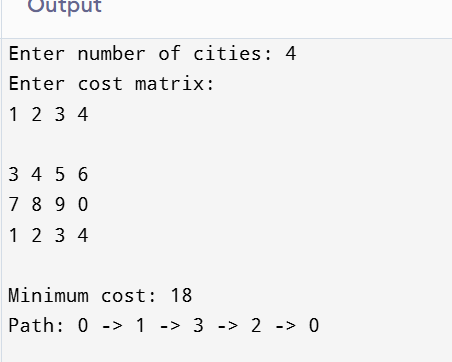 Output
Enter number of cities: 4
Enter cost matrix:
1 2 3 4
3 4 5 6
7 8 9 0
1 2 3 4
Minimum cost: 18
Path: 0 -> 1 -> 3 -> 2 -> 0